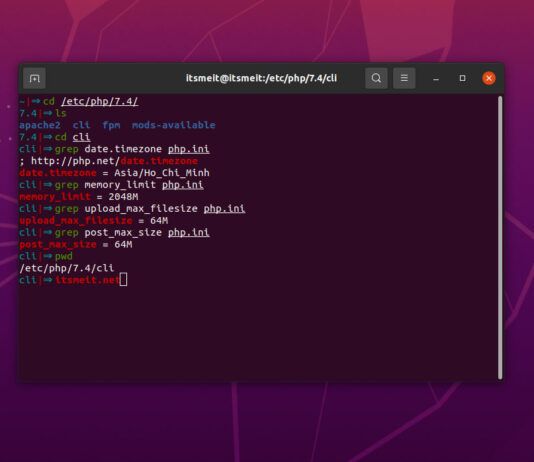 itsmeit@itsmeit:/etc/php/7.4/cli
~|⇒ cd /etc/php/7.4/
7.4|⇒ ls
apache2  cli  fpm  mods-available
7.4|⇒ cd cli
cli|⇒ grep date.timezone php.ini
; http://php.net/date.timezone
date.timezone = Asia/Ho_Chi_Minh
cli|⇒ grep memory_limit php.ini
memory_limit = 2048M
cli|⇒ grep upload_max_filesize php.ini
upload_max_filesize = 64M
cli|⇒ grep post_max_size php.ini
post_max_size = 64M
cli|⇒ pwd
/etc/php/7.4/cli
cli|⇒ itsmeit.net